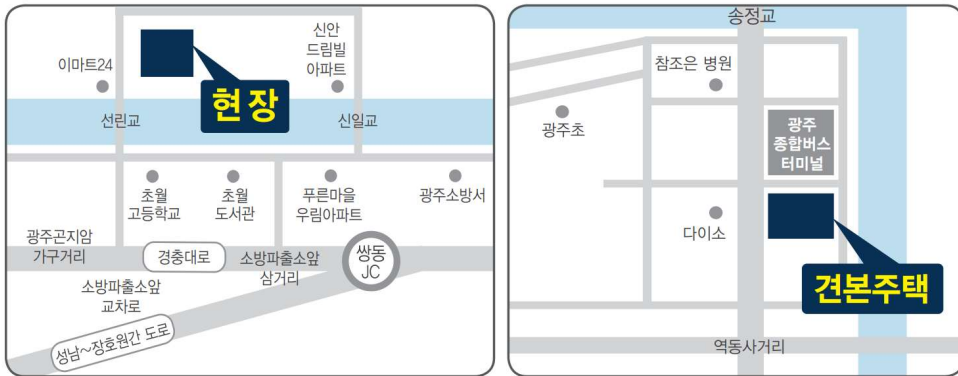 신안
드림빌
아파트
이마트24
현장
선린교
신일교
초월
고등학교
초월
도서관
푸른마을
우림아파트
광주소방서
광주곤지암
가구거리
경충대로
소방파출소앞
삼거리
쌍동
JC
소방파출소앞
교차로
성남~장호원간 도로
송정교
참조은 병원
광주초
광주
종합버스
터미널
다이소
견본주택
역동사거리